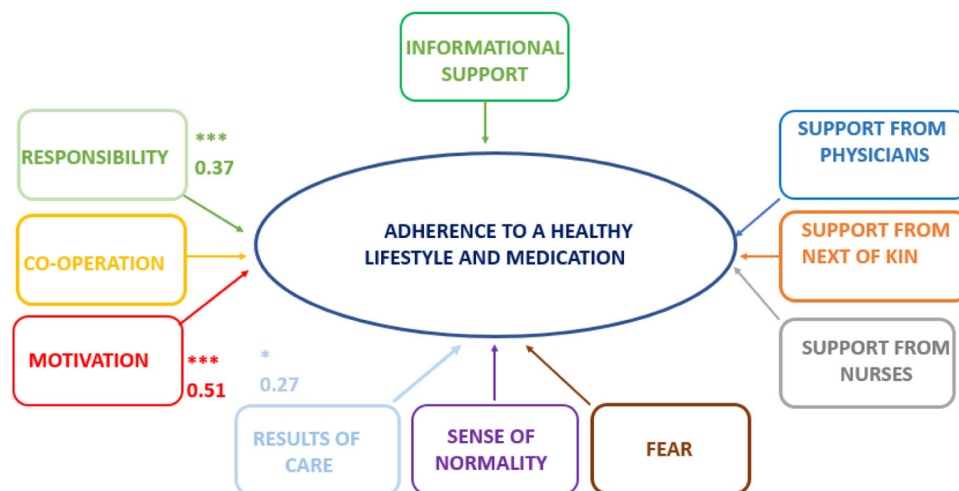 INFORMATIONAL
SUPPORT
RESPONSIBILITY
***
0.37
CO-OPERATION
MOTIVATION
***
0.51
ADHERENCE TO A HEALTHY
LIFESTYLE AND MEDICATION
SUPPORT FROM
PHYSICIANS
SUPPORT FROM
NEXT OF KIN
SUPPORT FROM
NURSES
*
0.27
RESULTS OF
CARE
SENSE OF
NORMALITY
FEAR